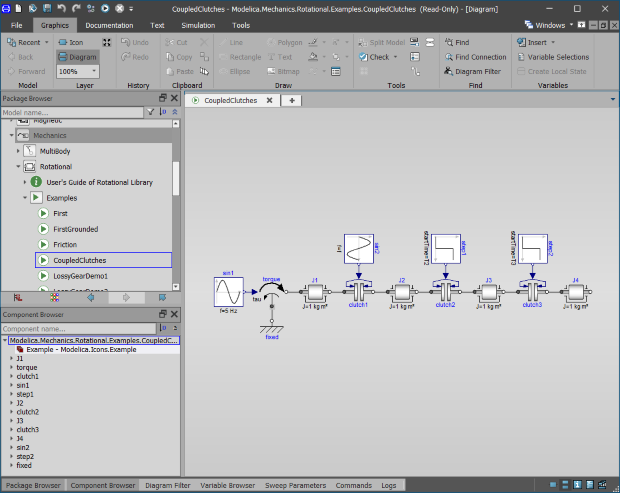 CoupledClutches - Modelica.Mechanics.Rotational.Examples.CoupledClutches (Read-Only) - [Diagram]
File Graphics Documentation Text Simulation Tools Windows
Recent Icon Undo Cut Copy Line Polygon Split Model Find Insert
Back Diagram Redo Copy Rectangle Text Check Find Connection Variable Selections
Forward 100% Paste Ellipse Bitmap Diagram Filter Create Local State
Model Layer History Clipboard Draw Tools Find Variables
Package Browser
Model name...
CoupledClutches
Magnetic
Mechanics
MultiBody
Rotational
User's Guide of Rotational Library
Examples
First
FirstGrounded
Friction
CoupledClutches
LossyGearDemo1
LossyGearDemo2
Component Browser
Component name...
Modelica.Mechanics.Rotational.Examples.CoupledC...
Example - Modelica.Icons.Example
J1
torque
clutch1
sin1
step1
J2
clutch2
J3
clutch3
J4
sin2
step2
fixed
sin2
step1
startTime=T2
step2
startTime=T3
sin1
torque
J1
J2
J3
J4
tau
f=5 Hz
J=1 kg m²
clutch1
J=1 kg m²
clutch2
J=1 kg m²
clutch3
J=1 kg m²
fixed
Package Browser Component Browser Diagram Filter Variable Browser Sweep Parameters Commands Logs